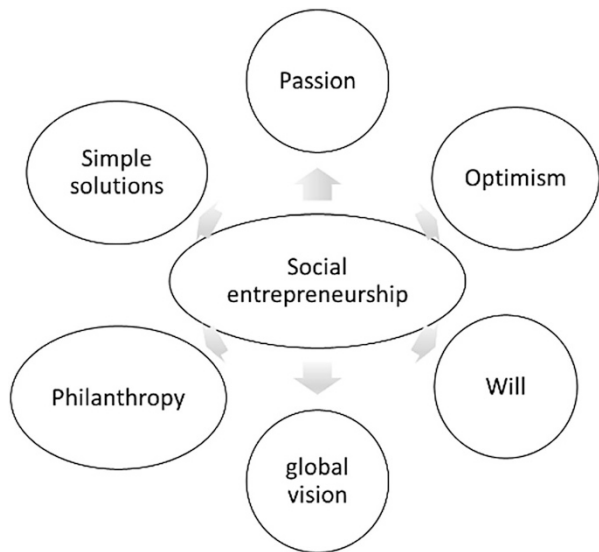 Passion
Simple
solutions
Optimism
Social
entrepreneurship
Philanthropy
Will
global
vision